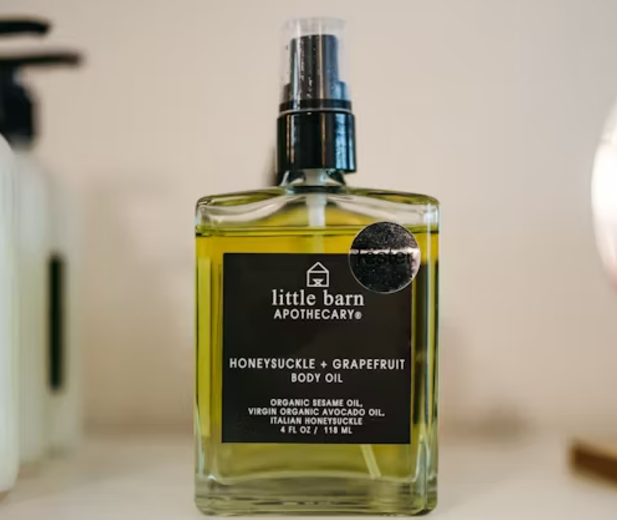 Tester
little barn
APOTHECARY®
HONEYSUCKLE + GRAPEFRUIT
BODY OIL
ORGANIC SESAME OIL,
VIRGIN ORGANIC AVOCADO OIL,
ITALIAN HONEYSUCKLE
4 FL OZ / 118 ML